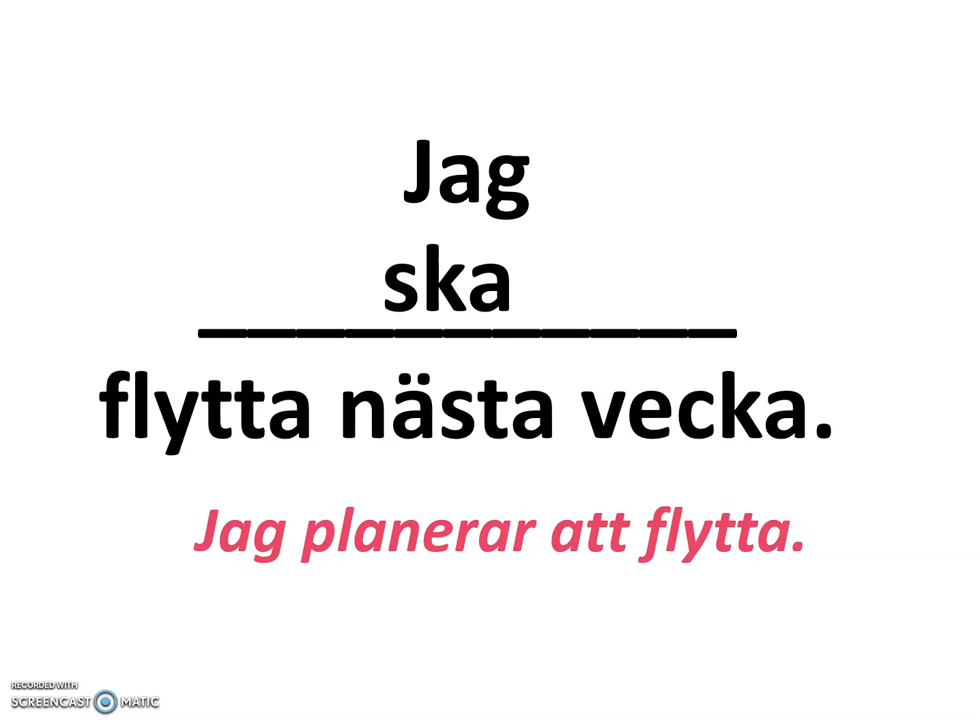 Jag
ska
____________
flytta nästa vecka.
Jag planerar att flytta.
RECORDED WITH
SCREENCAST MATIC